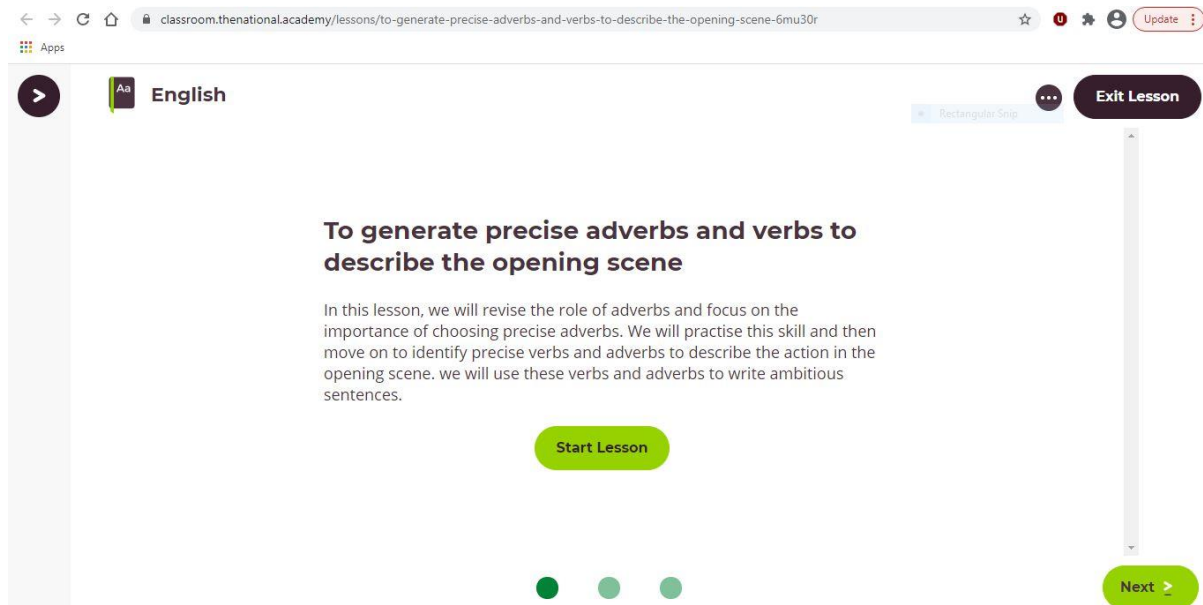 classroom.thenational.academy/lessons/to-generate-precise-adverbs-and-verbs-to-describe-the-opening-scene-6mu30r
Update
Apps
Aa
English
Exit Lesson
Rectangular Snip
To generate precise adverbs and verbs to
describe the opening scene
In this lesson, we will revise the role of adverbs and focus on the
importance of choosing precise adverbs. We will practise this skill and then
move on to identify precise verbs and adverbs to describe the action in the
opening scene. we will use these verbs and adverbs to write ambitious
sentences.
Start Lesson
Next